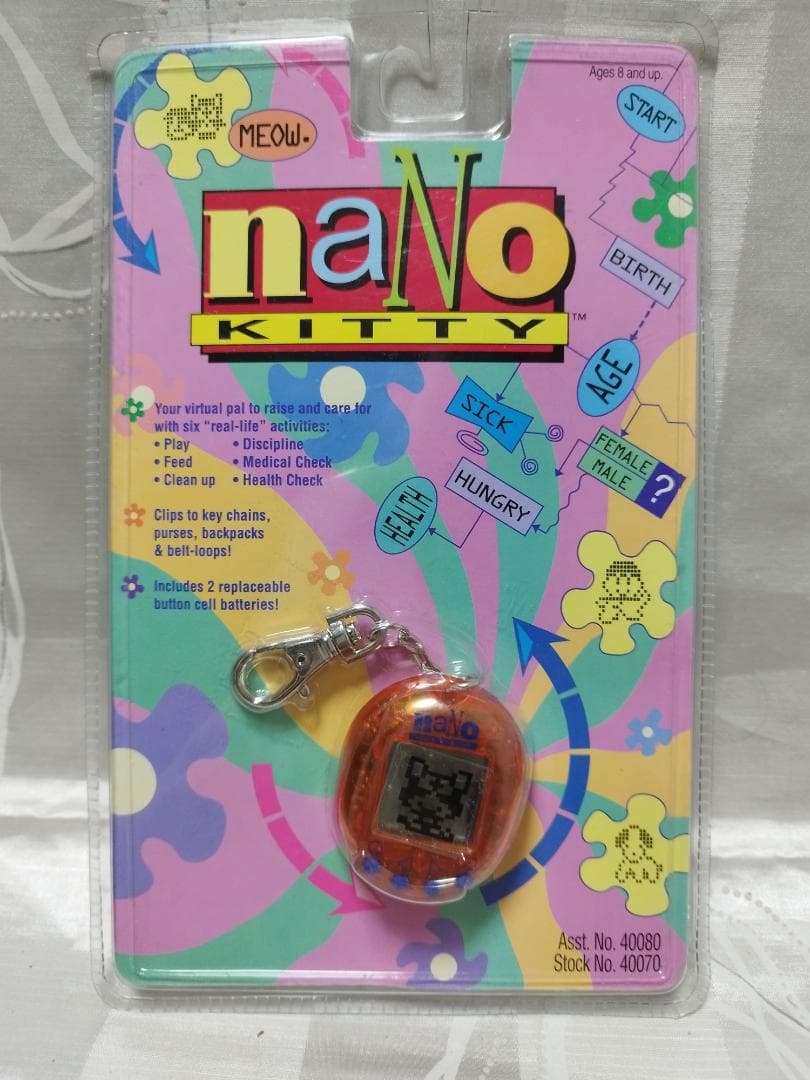 Ages 8 and up.
START
MEOW.
naNo
KITTY™
BIRTH
AGE
SICK
FEMALE
MALE
?
HUNGRY
HEALTH
Your virtual pal to raise and care for
with six "real-life" activities:
• Play • Discipline
• Feed • Medical Check
• Clean up • Health Check
Clips to key chains,
purses, backpacks
& belt-loops!
Includes 2 replaceable
button cell batteries!
naNo
Asst. No. 40080
Stock No. 40070